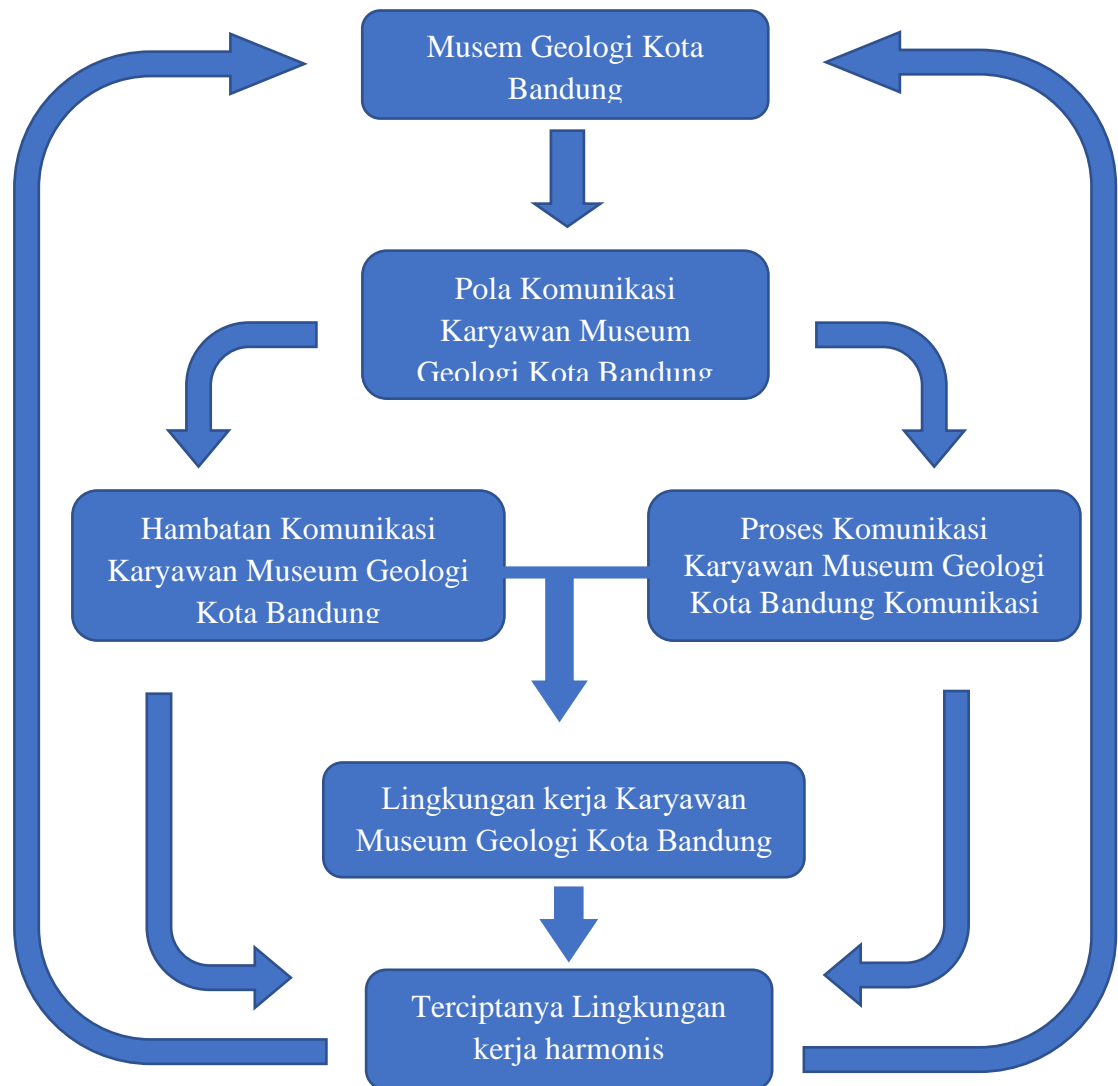 Musem Geologi Kota
Bandung
Pola Komunikasi
Karyawan Museum
Geologi Kota Bandung
Hambatan Komunikasi
Karyawan Museum Geologi
Kota Bandung
Proses Komunikasi
Karyawan Museum Geologi
Kota Bandung Komunikasi
Lingkungan kerja Karyawan
Museum Geologi Kota Bandung
Terciptanya Lingkungan
kerja harmonis